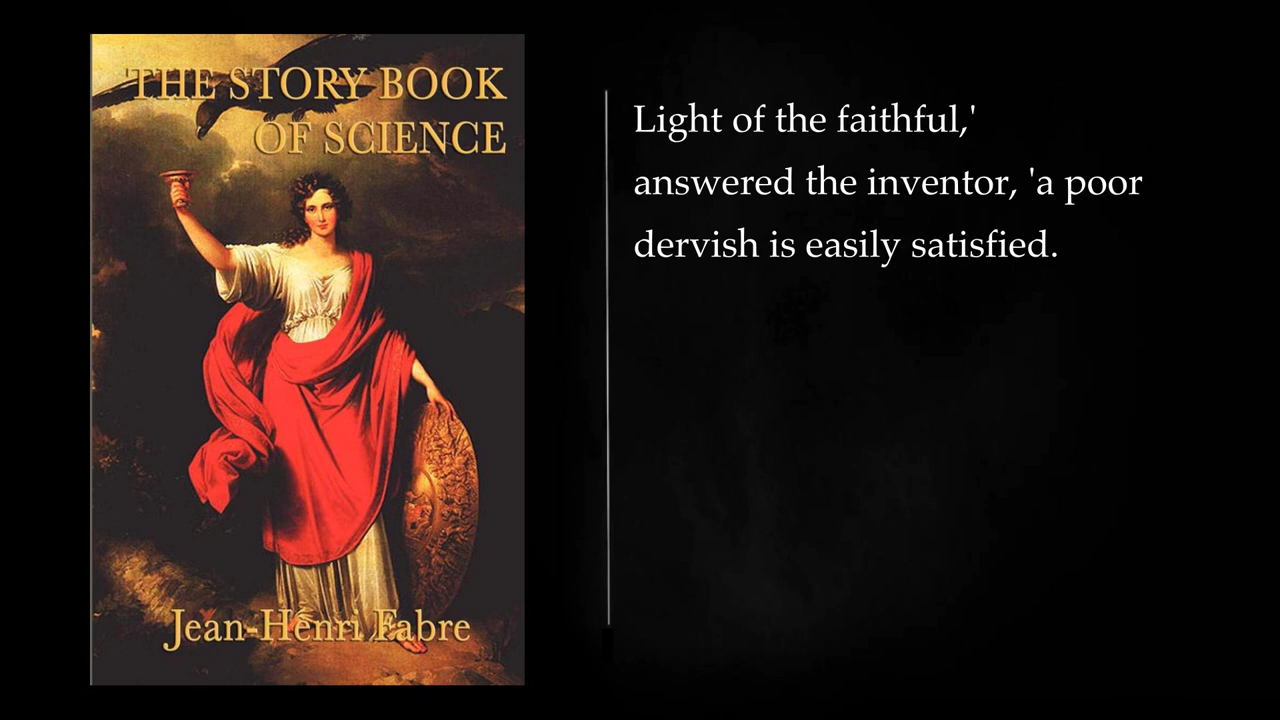 THE STORY BOOK
OF SCIENCE
Jean-Henri Fabre
Light of the faithful,'
answered the inventor, 'a poor
dervish is easily satisfied.